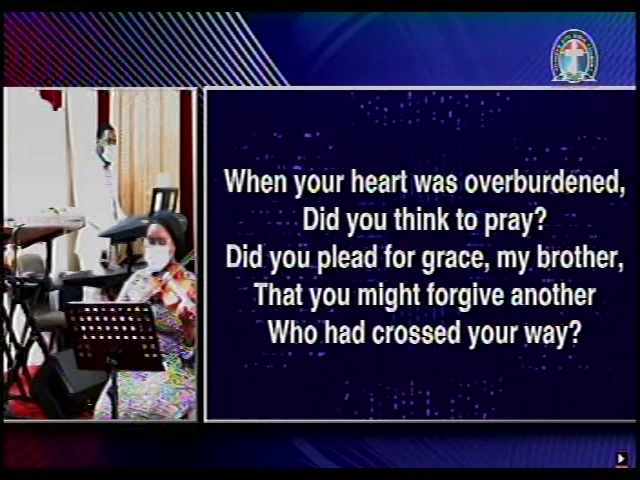 When your heart was overburdened,
Did you think to pray?
Did you plead for grace, my brother,
That you might forgive another
Who had crossed your way?